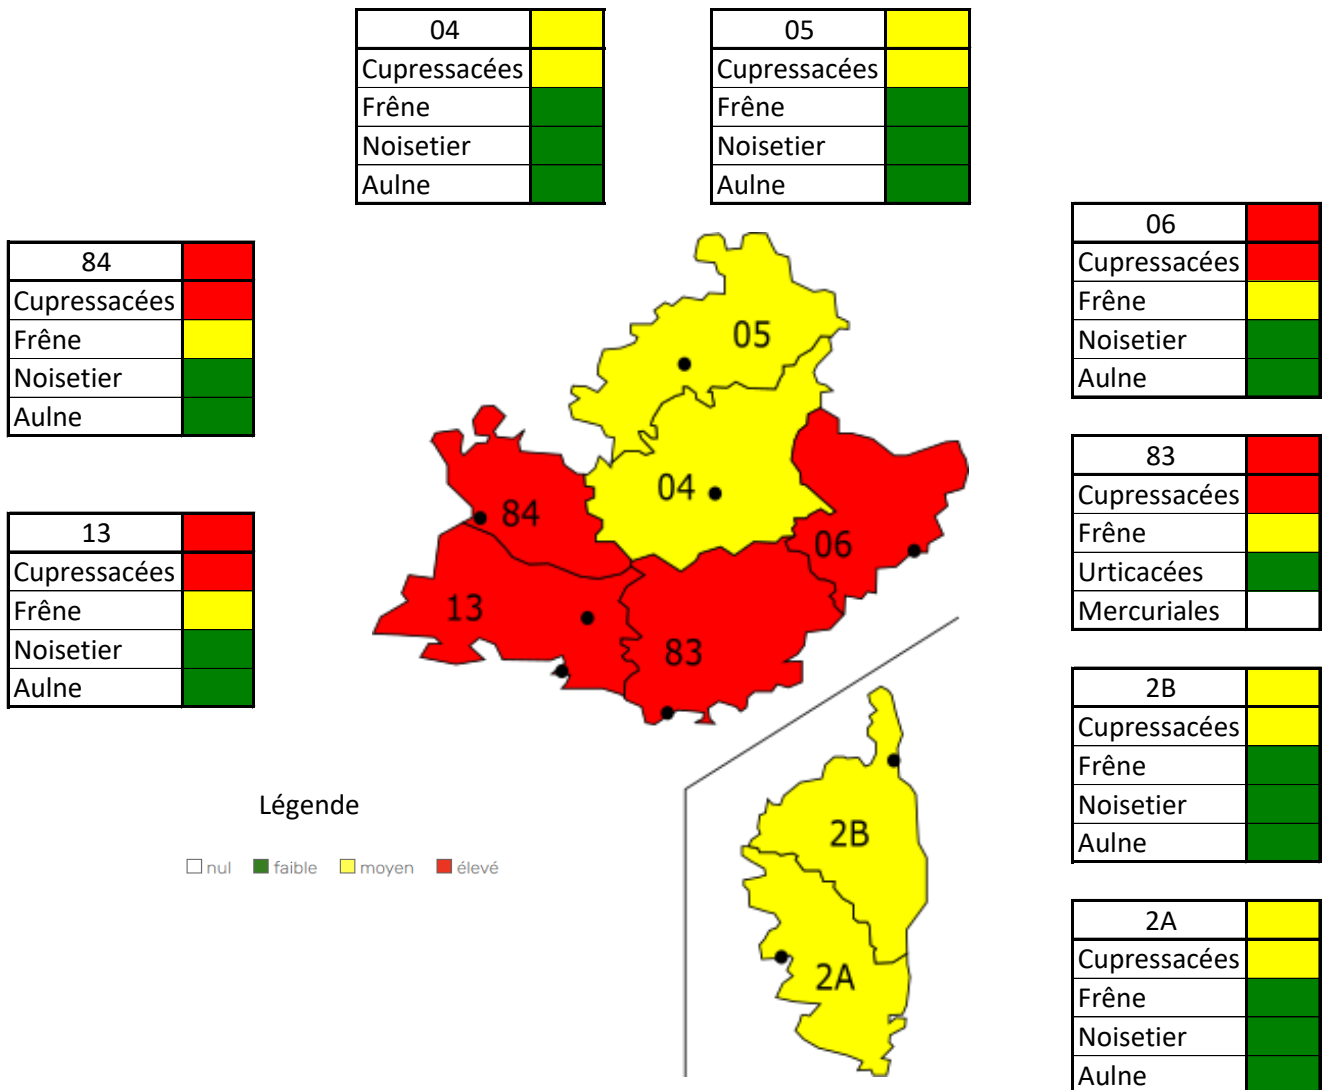 04
Cupressacées
Frêne
Noisetier
Aulne
05
Cupressacées
Frêne
Noisetier
Aulne
84
Cupressacées
Frêne
Noisetier
Aulne
13
Cupressacées
Frêne
Noisetier
Aulne
05
04
84
06
13
83
2B
2A
Légende
nul faible moyen élevé
06
Cupressacées
Frêne
Noisetier
Aulne
83
Cupressacées
Frêne
Urticacées
Mercuriales
2B
Cupressacées
Frêne
Noisetier
Aulne
2A
Cupressacées
Frêne
Noisetier
Aulne